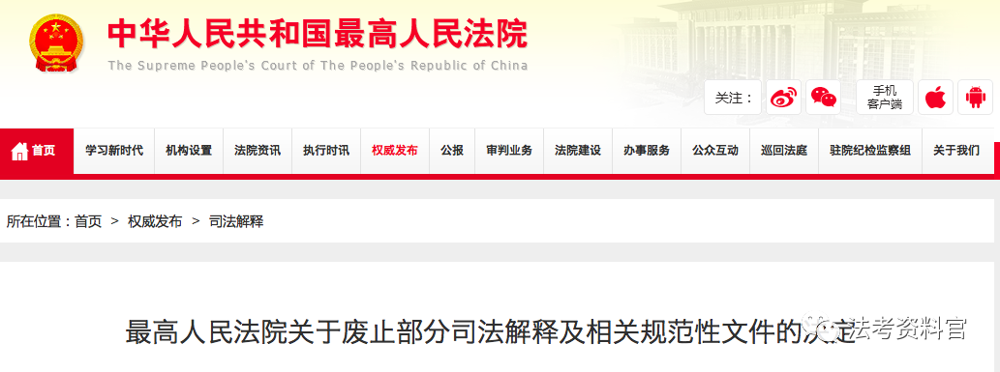 中华人民共和国最高人民法院
The Supreme People's Court of The People's Republic of China
关注：
手机
客户端
首页 学习新时代 机构设置 法院资讯 执行时讯 权威发布 公报 审判业务 法院建设 办事服务 公众互动 巡回法庭 驻院纪检监察组 关于我们
所在位置：首页 > 权威发布 > 司法解释
最高人民法院关于废止部分司法解释及相关规范性文件的决定
法考资料官